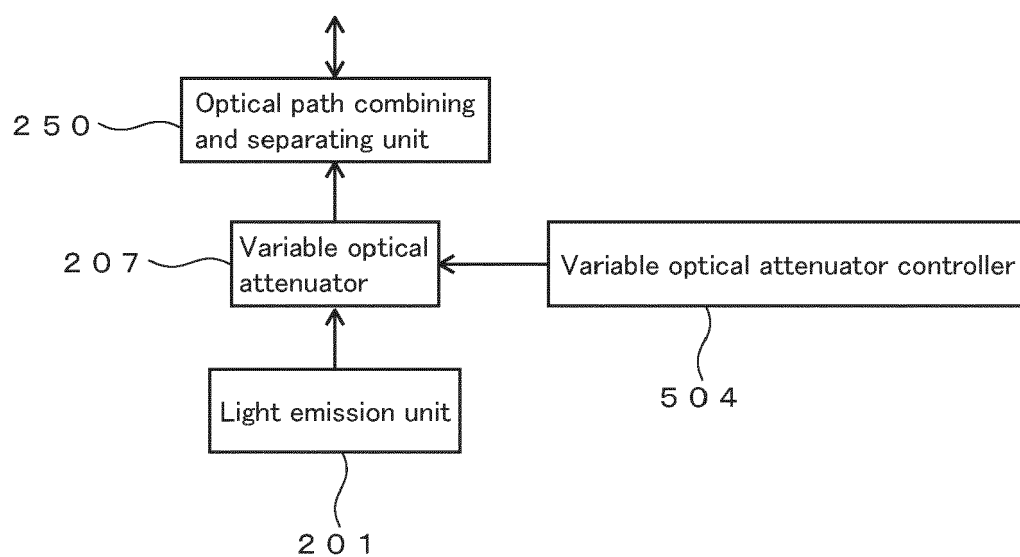 Optical path combining
and separating unit
250
Variable optical
attenuator
207
Variable optical attenuator controller
504
Light emission unit
201